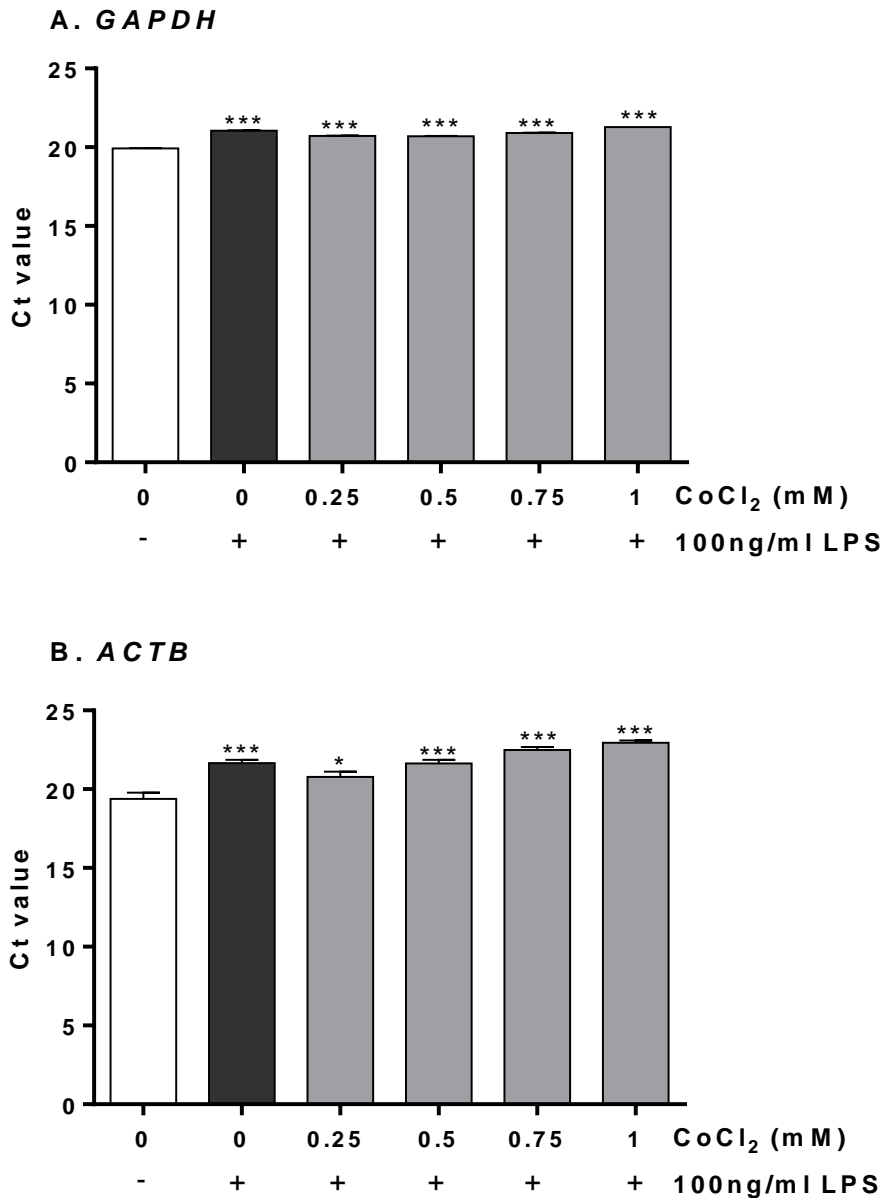 A. GAPDH
25
20
15
10
5
0
Ct value
*** *** *** *** ***
0 0 0.25 0.5 0.75 1 CoCl₂ (mM)
- + + + + + 100ng/ml LPS
B. ACTB
25
20
15
10
5
0
Ct value
*** * *** *** ***
0 0 0.25 0.5 0.75 1 CoCl₂ (mM)
- + + + + + 100ng/ml LPS